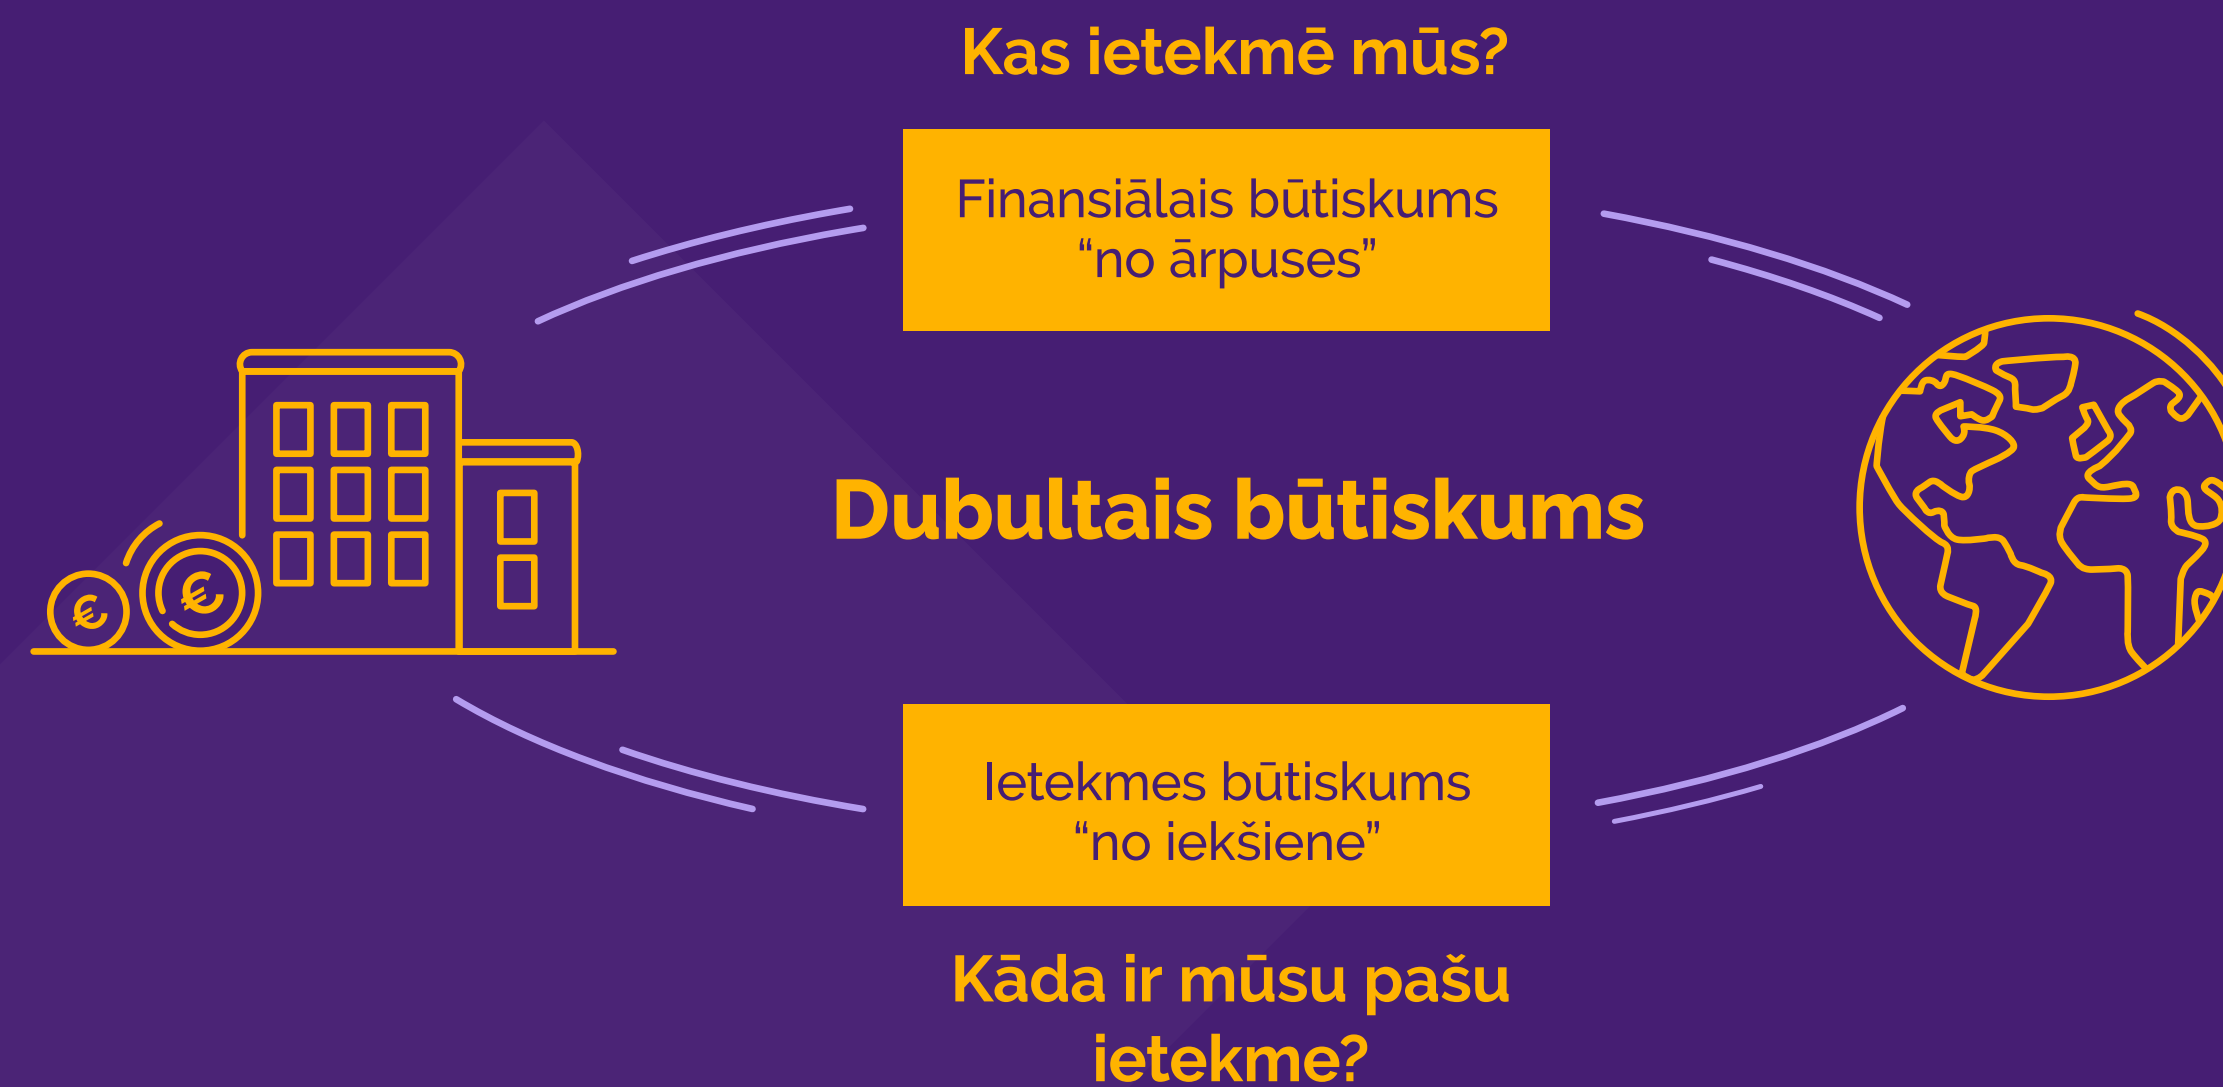 Kas ietekmē mūs?
Finansiālais būtiskums
“no ārpuses”
€
€
Dubultais būtiskums
Ietekmes būtiskums
“no iekšiene”
Kāda ir mūsu pašu
ietekme?